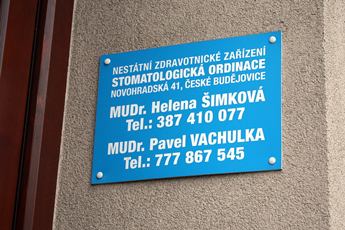 NESTÁTNÍ ZDRAVOTNICKÉ ZAŘÍZENÍ
STOMATOLOGICKÁ ORDINACE
NOVOHRADSKÁ 41, ČESKÉ BUDĚJOVICE
MUDr. Helena ŠIMKOVÁ
Tel.: 387 410 077
MUDr. Pavel VACHULKA
Tel.: 777 867 545